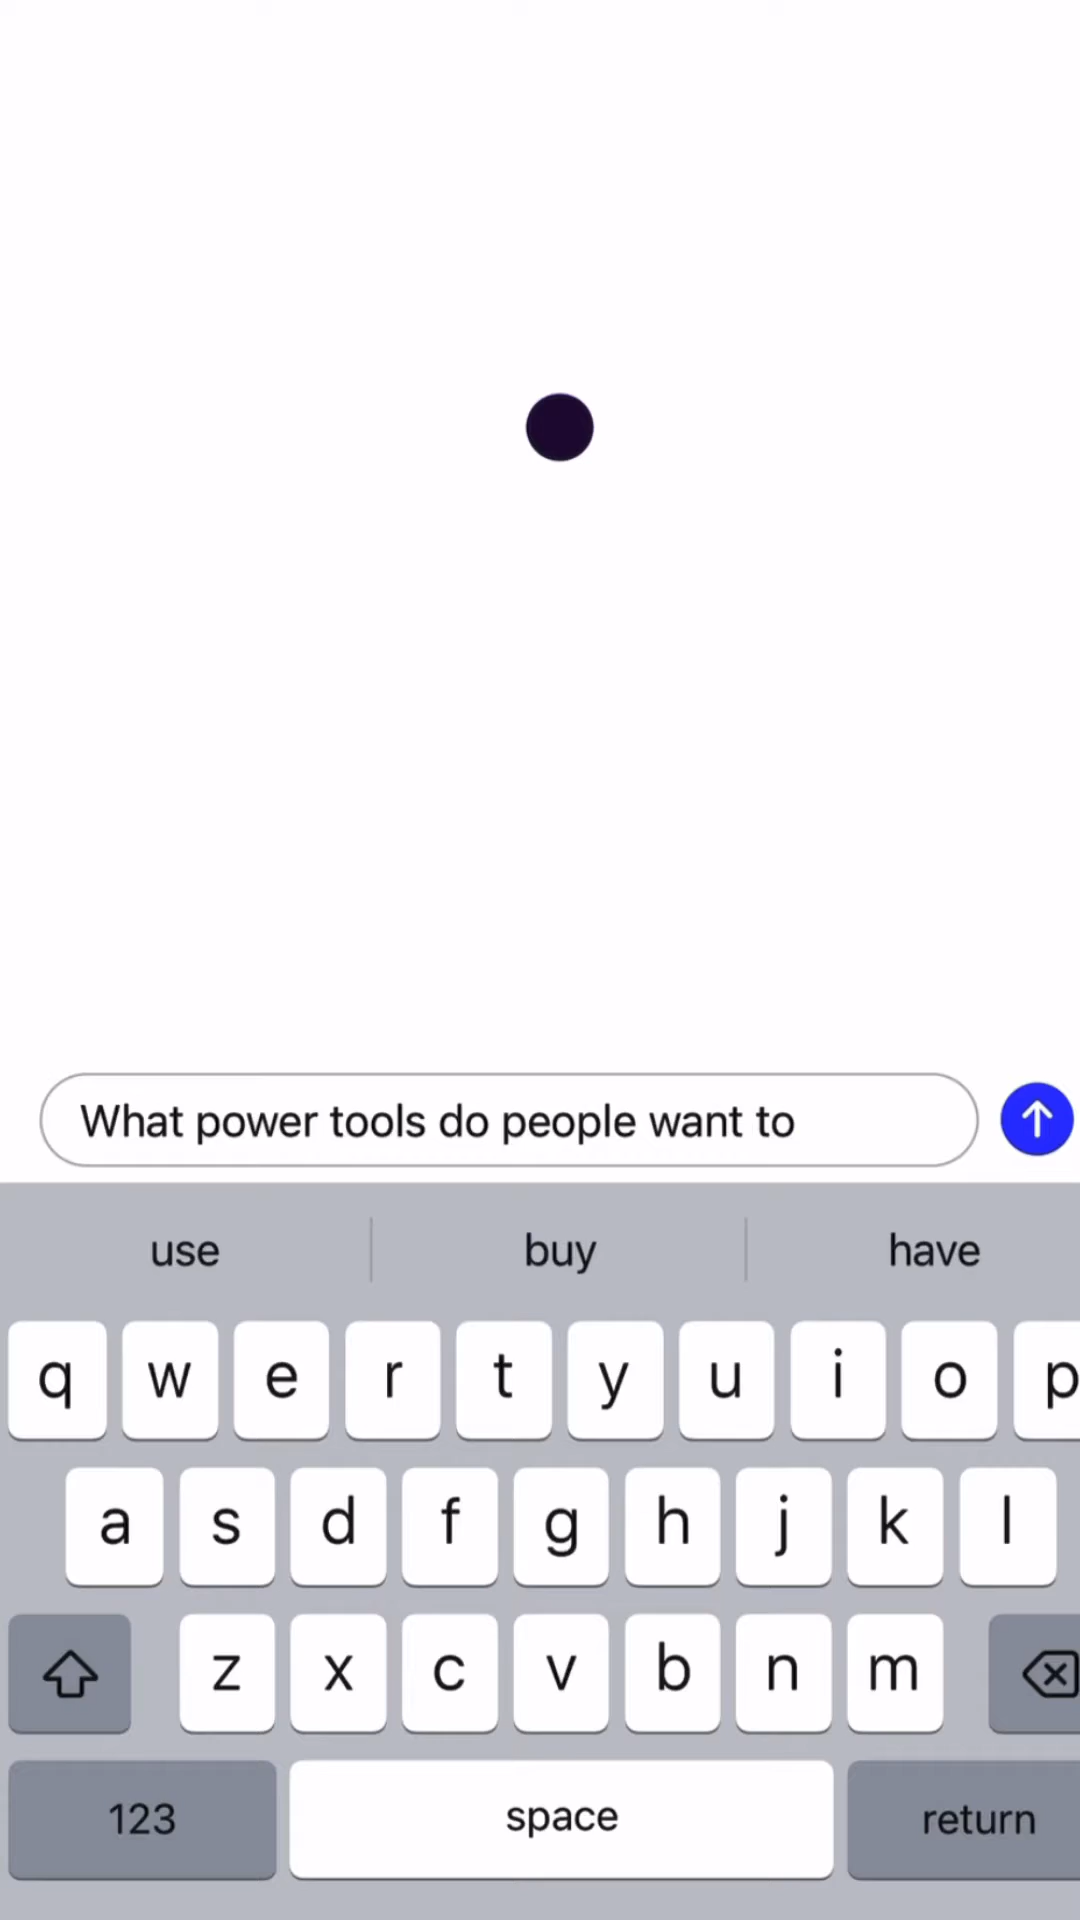 What power tools do people want to
use buy have
q w e r t y u i o p
a s d f g h j k l
z x c v b n m
123 space return